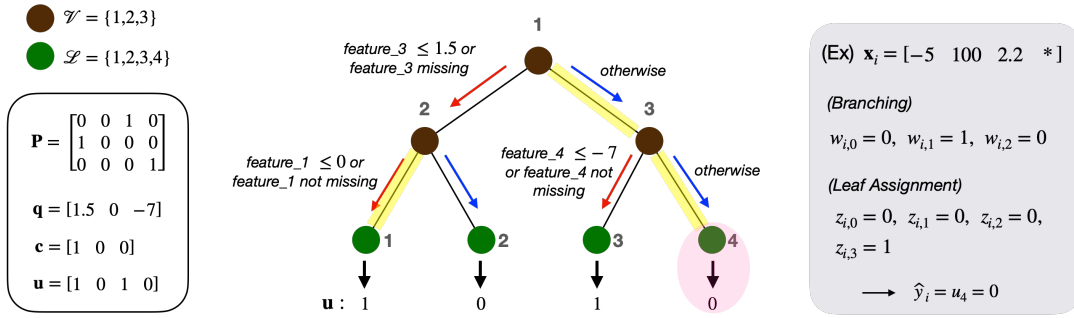 𝒱 = {1,2,3}
ℒ = {1,2,3,4}
P = [0 0 1 0
1 0 0 0
0 0 0 1]
q = [1.5 0 −7]
c = [1 0 0]
u = [1 0 1 0]
1
feature_3 ≤ 1.5 or
feature_3 missing
otherwise
2
3
feature_1 ≤ 0 or
feature_1 not missing
feature_4 ≤ − 7
or feature_4 not
missing
otherwise
1
2
3
4
u : 1 0 1 0
(Ex) x_i = [−5 100 2.2 * ]
(Branching)
w_{i,0} = 0, w_{i,1} = 1, w_{i,2} = 0
(Leaf Assignment)
z_{i,0} = 0, z_{i,1} = 0, z_{i,2} = 0,
z_{i,3} = 1
⟶ ŷ_i = u_4 = 0